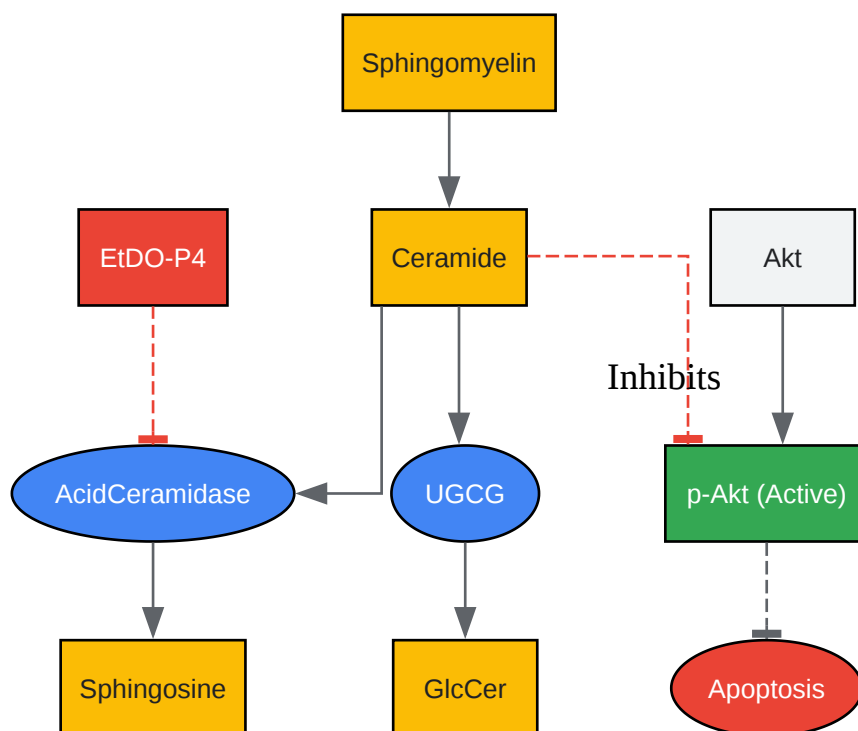 Sphingomyelin
EtDO-P4
Ceramide
Akt
Inhibits
AcidCeramidase
UGCG
p-Akt (Active)
Sphingosine
GlcCer
Apoptosis